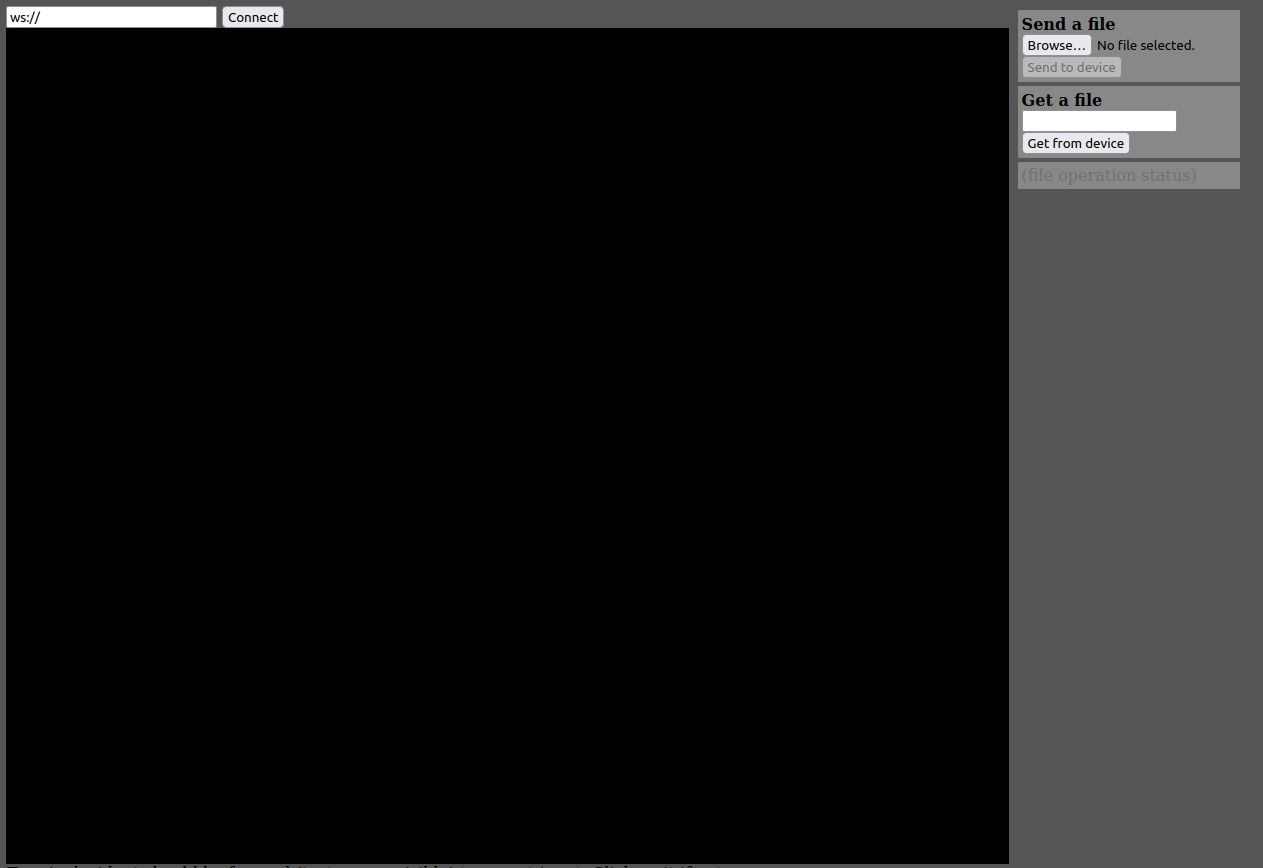 ws:// Connect
Send a file
Browse... No file selected.
Send to device
Get a file
Get from device
(file operation status)